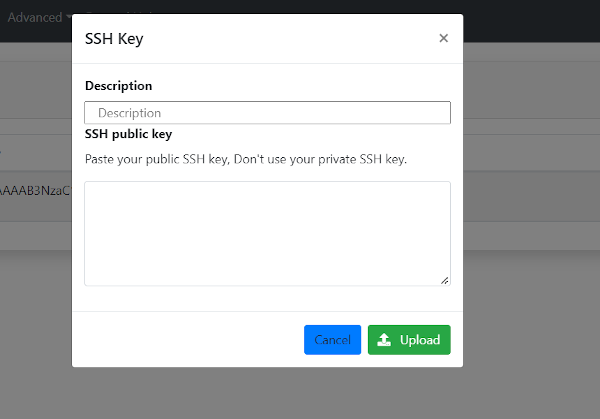 Advanced
SSH Key
×
Description
Description
SSH public key
Paste your public SSH key, Don't use your private SSH key.
AAAAB3NzaC
Cancel
Upload